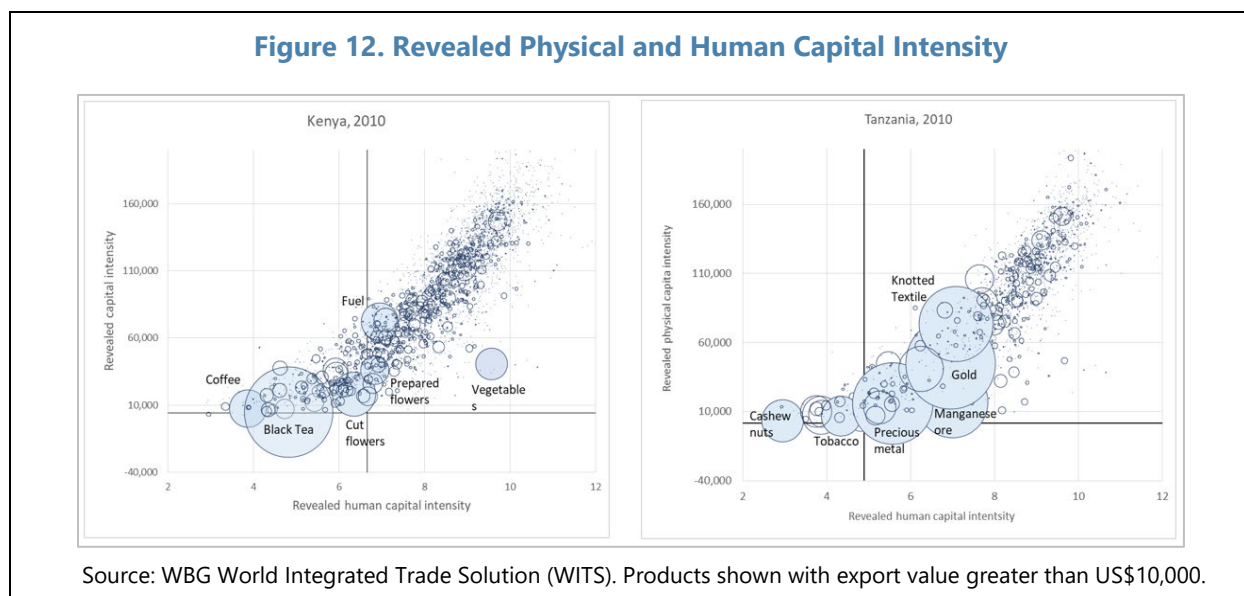 Figure 12. Revealed Physical and Human Capital Intensity
Kenya, 2010
Revealed capital intensity
160,000
110,000
60,000
10,000
-40,000
2 4 6 8 10 12
Revealed human capital intensity
Fuel
Coffee
Black Tea
Cut
flowers
Prepared
flowers
Vegetable
s
Tanzania, 2010
Revealed physical capita intensity
160,000
110,000
60,000
10,000
-40,000
2 4 6 8 10 12
Revealed human capital intentsity
Knotted
Textile
Gold
Manganese
ore
Precious
metal
Tobacco
Cashew
nuts
Source: WBG World Integrated Trade Solution (WITS). Products shown with export value greater than US$10,000.